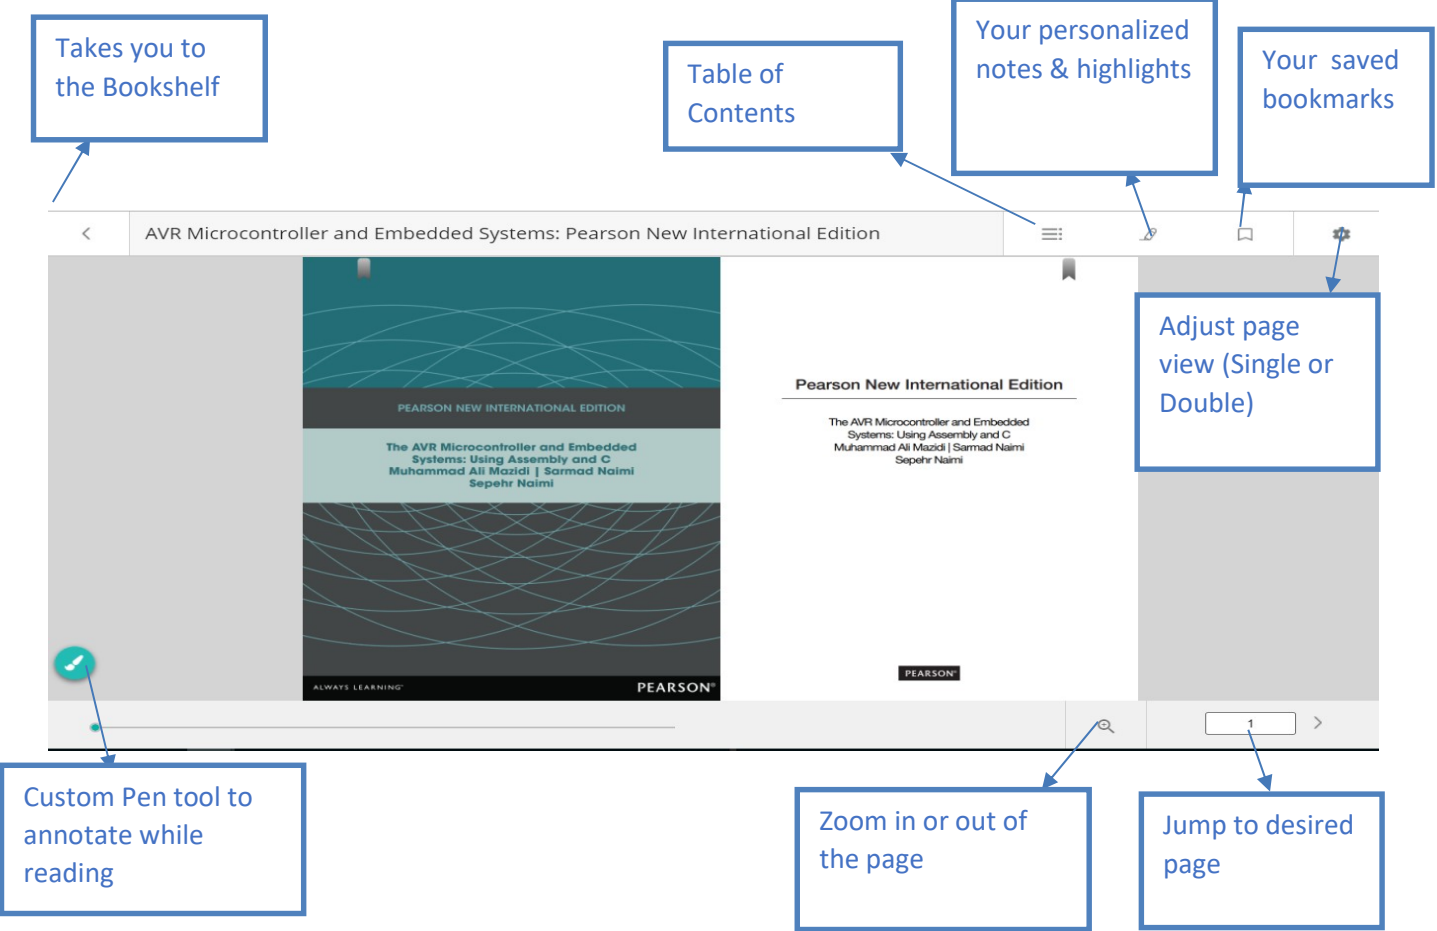 Takes you to
the Bookshelf
Table of
Contents
Your personalized
notes & highlights
Your saved
bookmarks
AVR Microcontroller and Embedded Systems: Pearson New International Edition
Adjust page
view (Single or
Double)
PEARSON NEW INTERNATIONAL EDITION
The AVR Microcontroller and Embedded
Systems: Using Assembly and C
Muhammad Ali Mazidi | Sarmad Naimi
Sepehr Naimi
ALWAYS LEARNING
PEARSON®
Pearson New International Edition
The AVR Microcontroller and Embedded
Systems: Using Assembly and C
Muhammad Ali Mazidi | Sarmad Naimi
Sepehr Naimi
PEARSON
1
Custom Pen tool to
annotate while
reading
Zoom in or out of
the page
Jump to desired
page